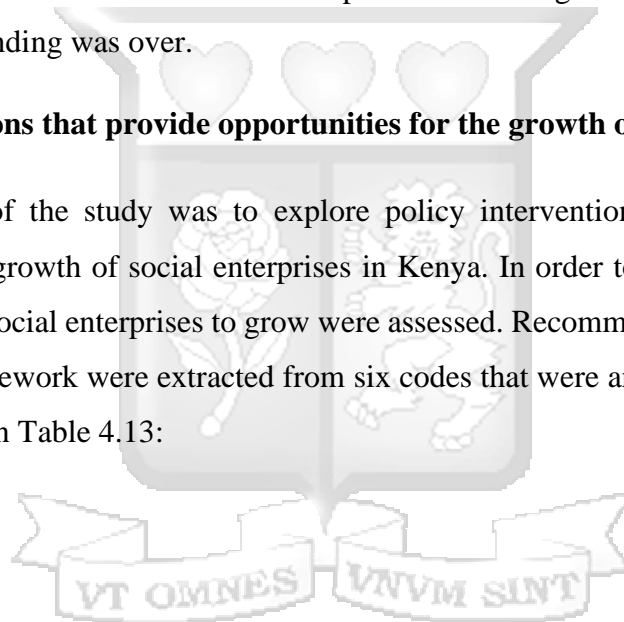 nding was over.
ons that provide opportunities for the growth o
of the study was to explore policy intervention
growth of social enterprises in Kenya. In order to
ocial enterprises to grow were assessed. Recomm
ework were extracted from six codes that were a
n Table 4.13:
VT OMNES VNVM SINT